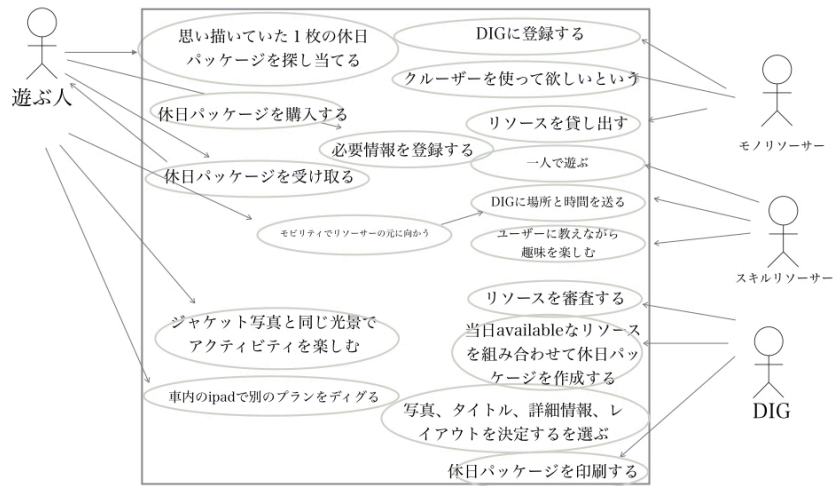 思い描いていた１枚の休日
パッケージを探し当てる
DIGに登録する
クルーザーを使って欲しいという
休日パッケージを購入する
リソースを貸し出す
必要情報を登録する
一人で遊ぶ
休日パッケージを受け取る
DIGに場所と時間を送る
モビリティでリソーサーの元に向かう
ユーザーに教えながら
趣味を楽しむ
リソースを審査する
ジャケット写真と同じ光景で
アクティビティを楽しむ
当日availableなリソース
を組み合わせて休日パッ
ケージを作成する
車内のipadで別のプランをディグる
写真、タイトル、詳細情報、レ
イアウトを決定するを選ぶ
休日パッケージを印刷する
遊ぶ人
モノリソーサー
スキルリソーサー
DIG